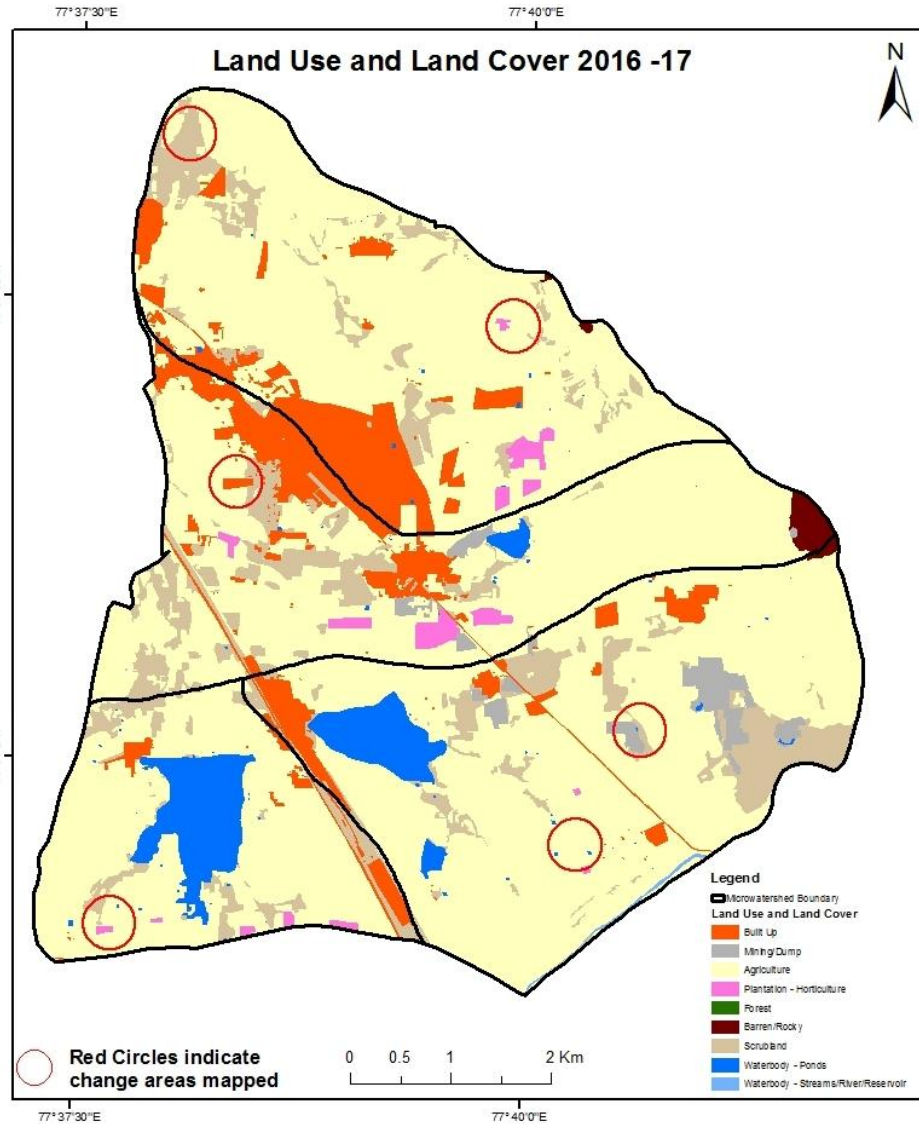 77° 37'30"E
77° 40'0"E
Land Use and Land Cover 2016 -17
N
Legend
Microwatershed Boundary
Land Use and Land Cover
Built Up
Mining/Dump
Agriculture
Plantation - Horticulture
Forest
Barren/Rocky
Scrubland
Waterbody - Ponds
Waterbody - Streams/River/Reservoir
Red Circles indicate
change areas mapped
0 0.5 1 2 Km
77° 37'30"E
77° 40'0"E